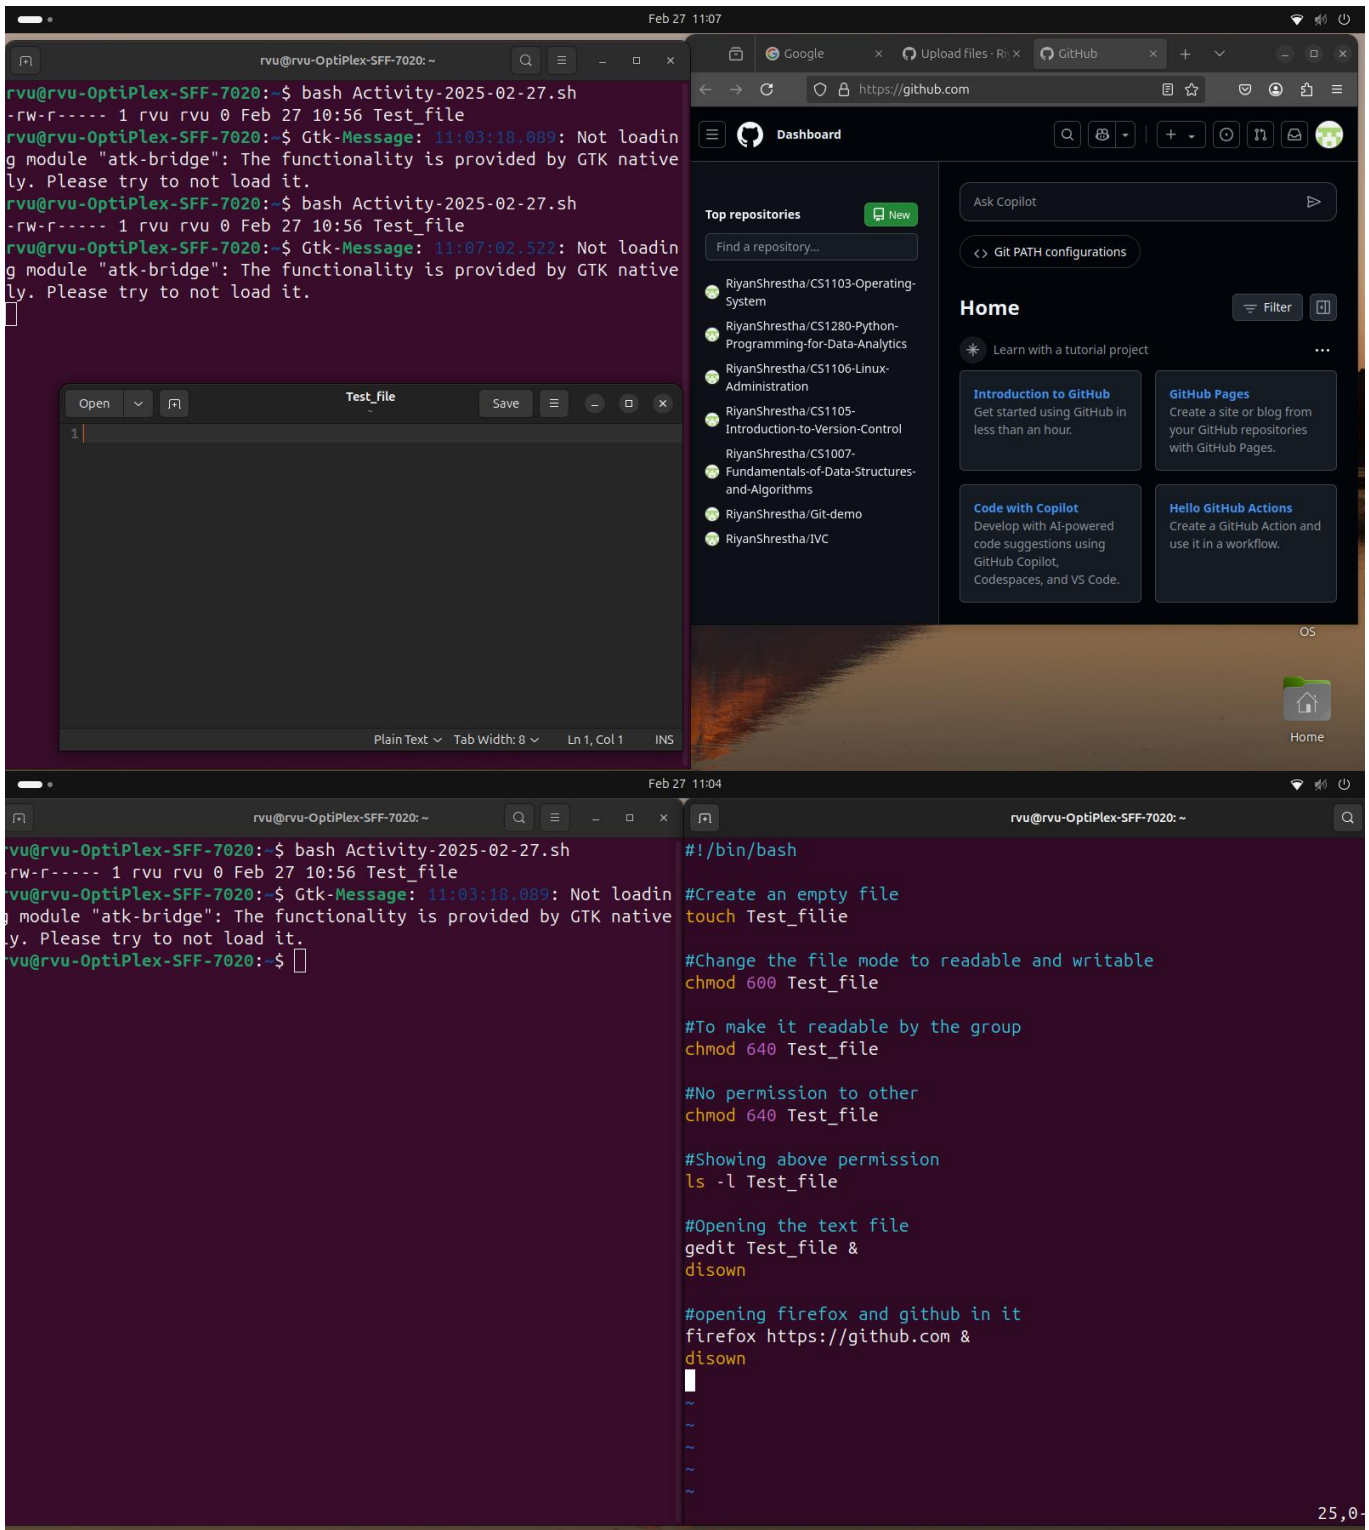 Feb 27 11:07
rvu@rvu-OptiPlex-SFF-7020: ~
rvu@rvu-OptiPlex-SFF-7020:~$ bash Activity-2025-02-27.sh
-rw-r----- 1 rvu rvu 0 Feb 27 10:56 Test_file
rvu@rvu-OptiPlex-SFF-7020:~$ Gtk-Message: 11:03:18.089: Not loadin
g module "atk-bridge": The functionality is provided by GTK native
ly. Please try to not load it.
rvu@rvu-OptiPlex-SFF-7020:~$ bash Activity-2025-02-27.sh
-rw-r----- 1 rvu rvu 0 Feb 27 10:56 Test_file
rvu@rvu-OptiPlex-SFF-7020:~$ Gtk-Message: 11:07:02.522: Not loadin
g module "atk-bridge": The functionality is provided by GTK native
ly. Please try to not load it.
Open
Test_file
~
Save
1
Plain Text Tab Width: 8 Ln 1, Col 1 INS
Google
Upload files · Ri
GitHub
https://github.com
Dashboard
Top repositories
New
Find a repository...
RiyanShrestha/CS1103-Operating-
System
RiyanShrestha/CS1280-Python-
Programming-for-Data-Analytics
RiyanShrestha/CS1106-Linux-
Administration
RiyanShrestha/CS1105-
Introduction-to-Version-Control
RiyanShrestha/CS1007-
Fundamentals-of-Data-Structures-
and-Algorithms
RiyanShrestha/Git-demo
RiyanShrestha/IVC
Ask Copilot
<> Git PATH configurations
Home
Filter
Learn with a tutorial project
Introduction to GitHub
Get started using GitHub in
less than an hour.
GitHub Pages
Create a site or blog from
your GitHub repositories
with GitHub Pages.
Code with Copilot
Develop with AI-powered
code suggestions using
GitHub Copilot,
Codespaces, and VS Code.
Hello GitHub Actions
Create a GitHub Action and
use it in a workflow.
OS
Home
Feb 27 11:04
rvu@rvu-OptiPlex-SFF-7020: ~
rvu@rvu-OptiPlex-SFF-7020:~$ bash Activity-2025-02-27.sh
-rw-r----- 1 rvu rvu 0 Feb 27 10:56 Test_file
rvu@rvu-OptiPlex-SFF-7020:~$ Gtk-Message: 11:03:18.089: Not loadin
g module "atk-bridge": The functionality is provided by GTK native
ly. Please try to not load it.
rvu@rvu-OptiPlex-SFF-7020:~$
rvu@rvu-OptiPlex-SFF-7020: ~
#!/bin/bash
#Create an empty file
touch Test_filie
#Change the file mode to readable and writable
chmod 600 Test_file
#To make it readable by the group
chmod 640 Test_file
#No permission to other
chmod 640 Test_file
#Showing above permission
ls -l Test_file
#Opening the text file
gedit Test_file &
disown
#opening firefox and github in it
firefox https://github.com &
disown
~
~
~
~
~
25,0-